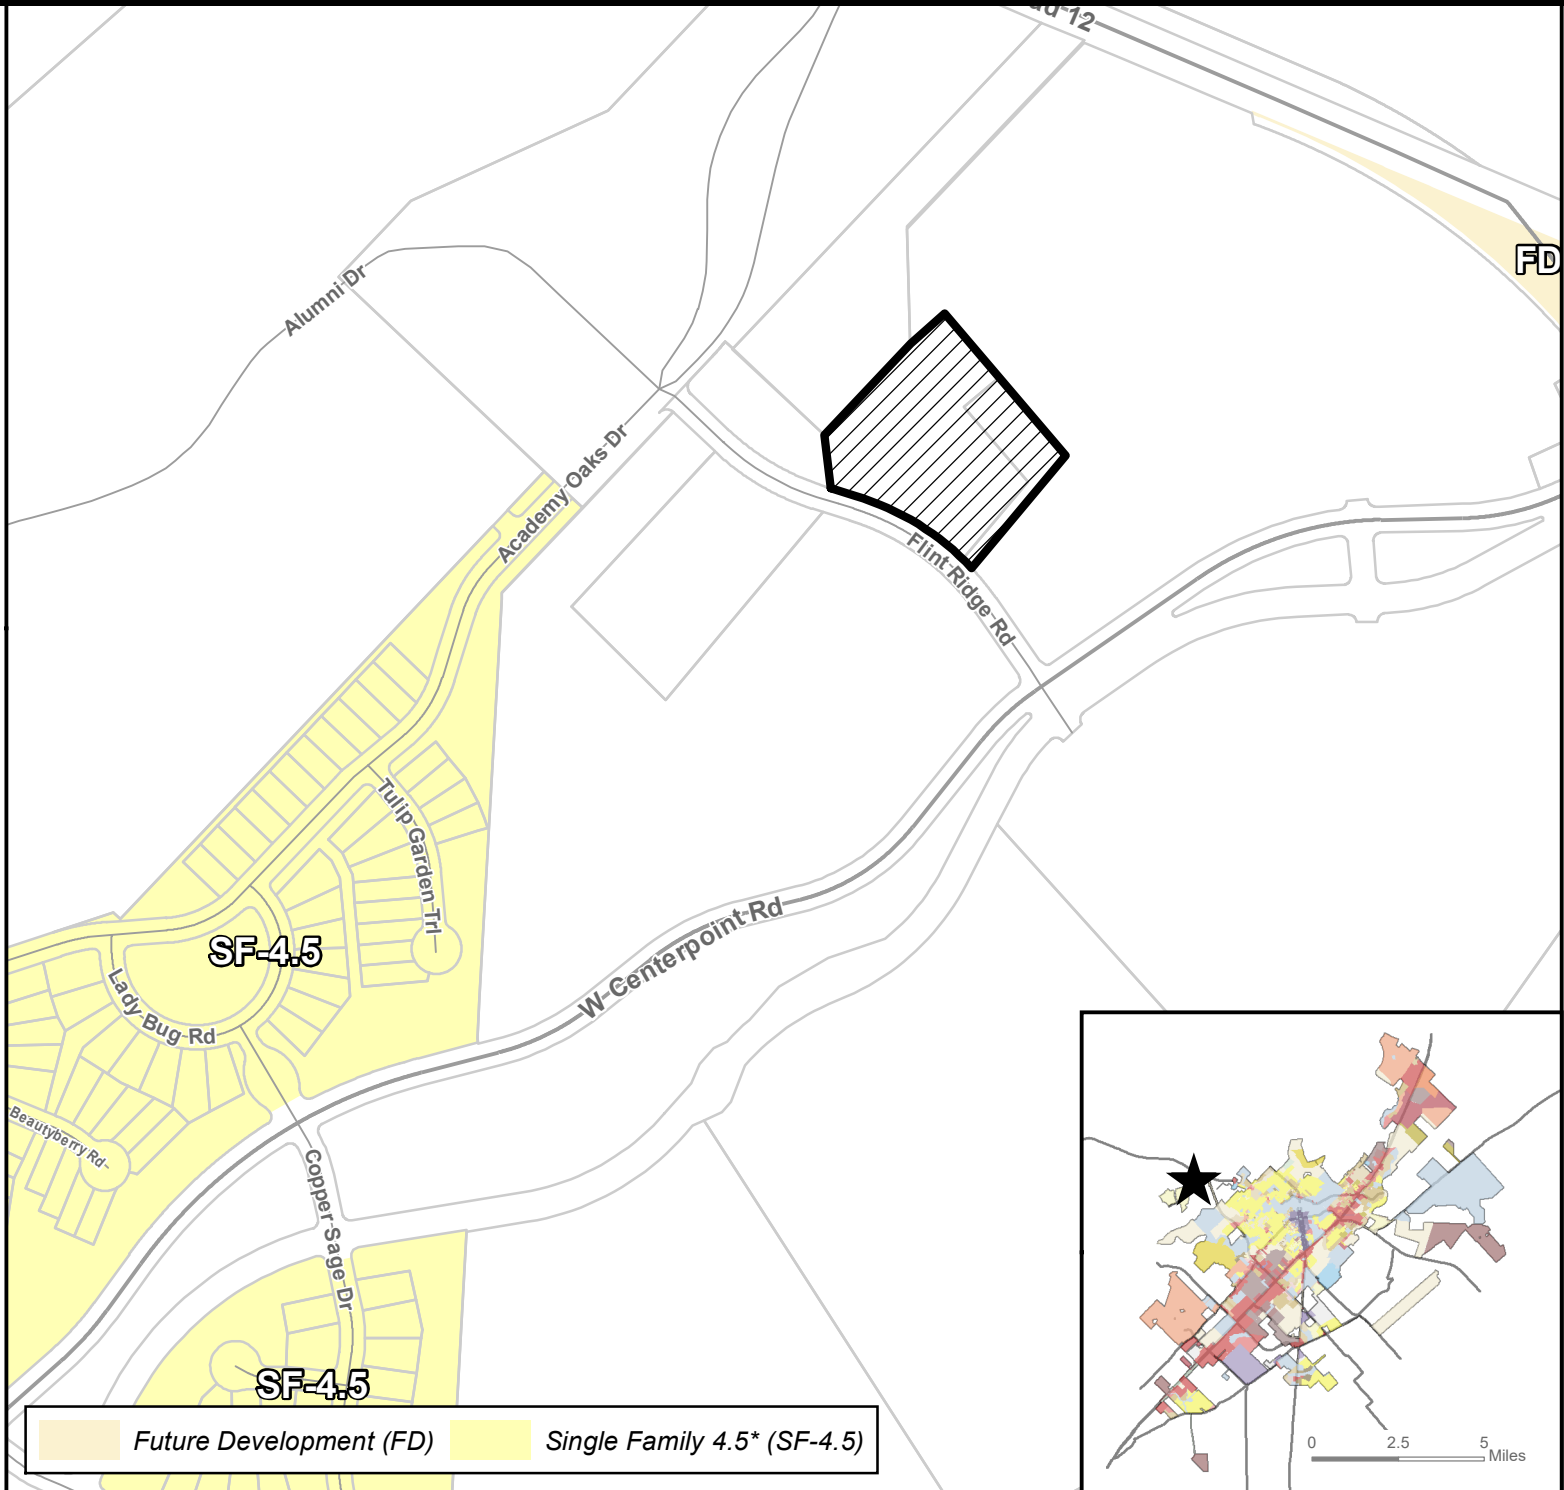 12
FD
Alumni Dr
Academy Oaks Dr
Flint Ridge Rd
Tulip Garden Trl
W Centerpoint Rd
SF-4.5
Lady Bug Rd
Beautyberry Rd
Copper Sage Dr
SF-4.5
Future Development (FD)
Single Family 4.5* (SF-4.5)
0 2.5 5
Miles